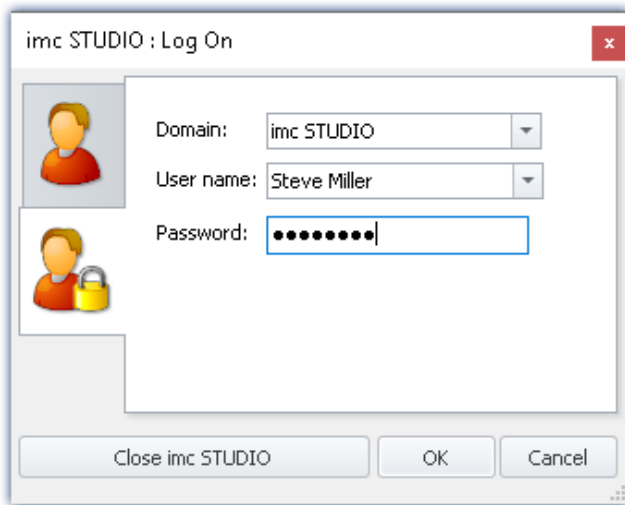 imc STUDIO : Log On
x
Domain: imc STUDIO
User name: Steve Miller
Password: ●●●●●●●●
Close imc STUDIO OK Cancel